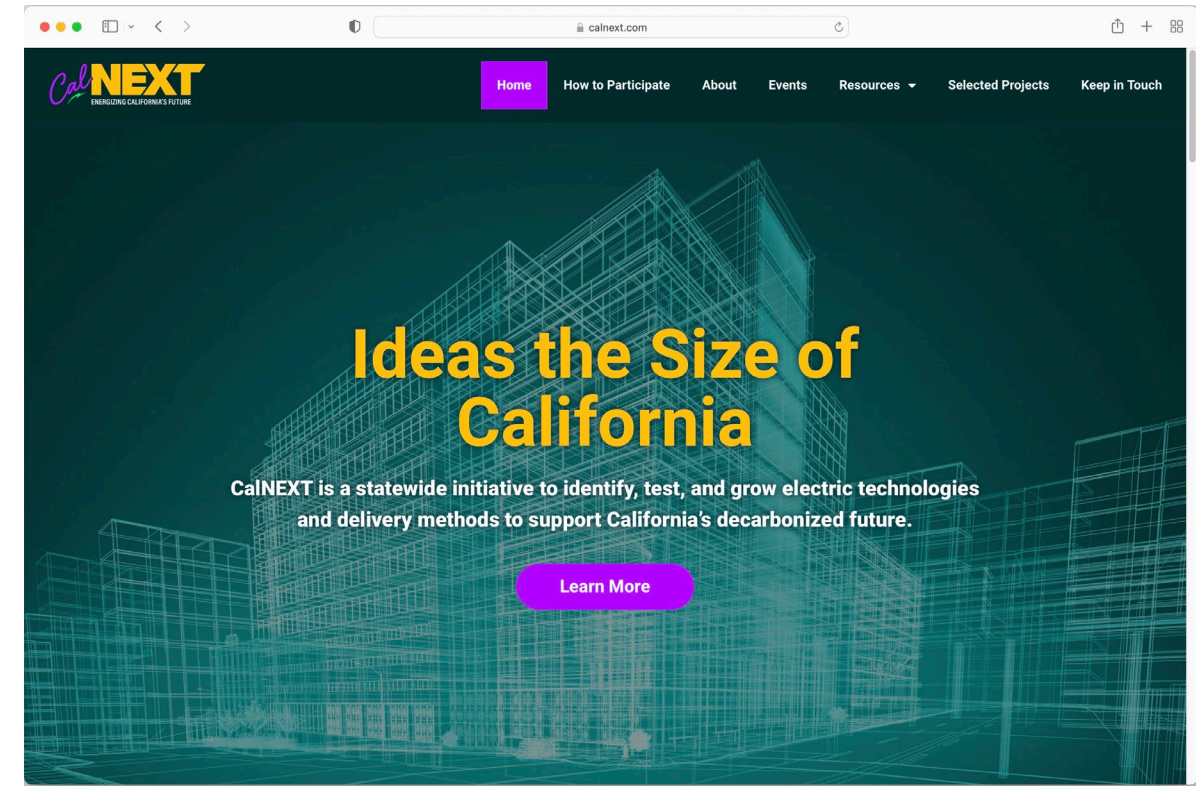 calnext.com
CalNEXT
ENERGIZING CALIFORNIA'S FUTURE
Home How to Participate About Events Resources Selected Projects Keep in Touch
Ideas the Size of
California
CalNEXT is a statewide initiative to identify, test, and grow electric technologies
and delivery methods to support California’s decarbonized future.
Learn More